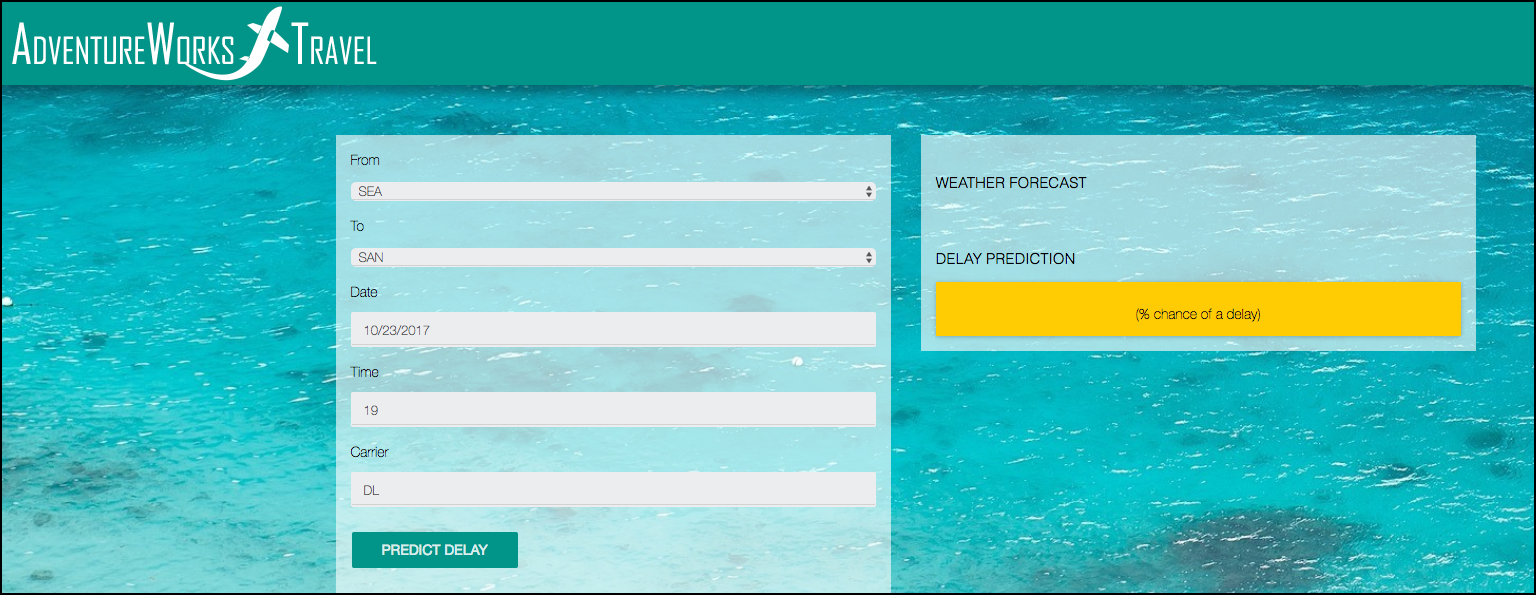 ADVENTUREWORKS TRAVEL
From
SEA
To
SAN
Date
10/23/2017
Time
19
Carrier
DL
PREDICT DELAY
WEATHER FORECAST
DELAY PREDICTION
(% chance of a delay)